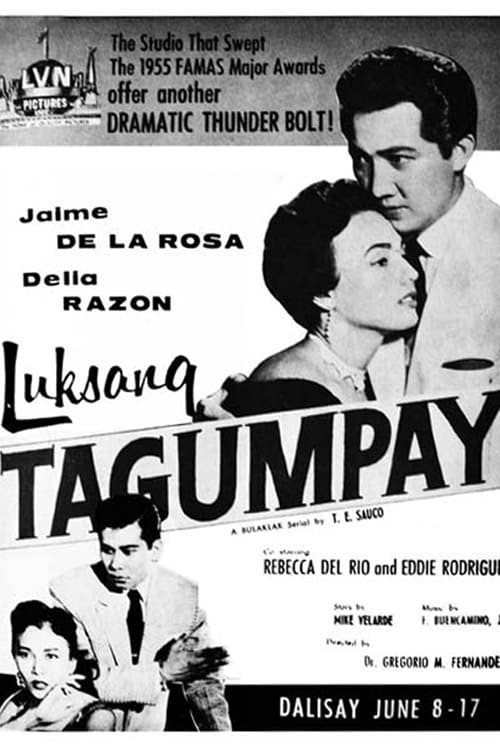 LVN
PICTURES
The Studio That Swept
The 1955 FAMAS Major Awards
offer another
DRAMATIC THUNDER BOLT!
Jaime
DE LA ROSA
Delia
RAZON
Luksang
TAGUMPAY
A BULAKLAK Serial by T. E. SAUCO
Co starring
REBECCA DEL RIO and EDDIE RODRIGUE
Story by
MIKE VELARDE
Music by
F. BUENCAMINO, J
Directed by
Dr. GREGORIO M. FERNANDE
DALISAY JUNE 8-17